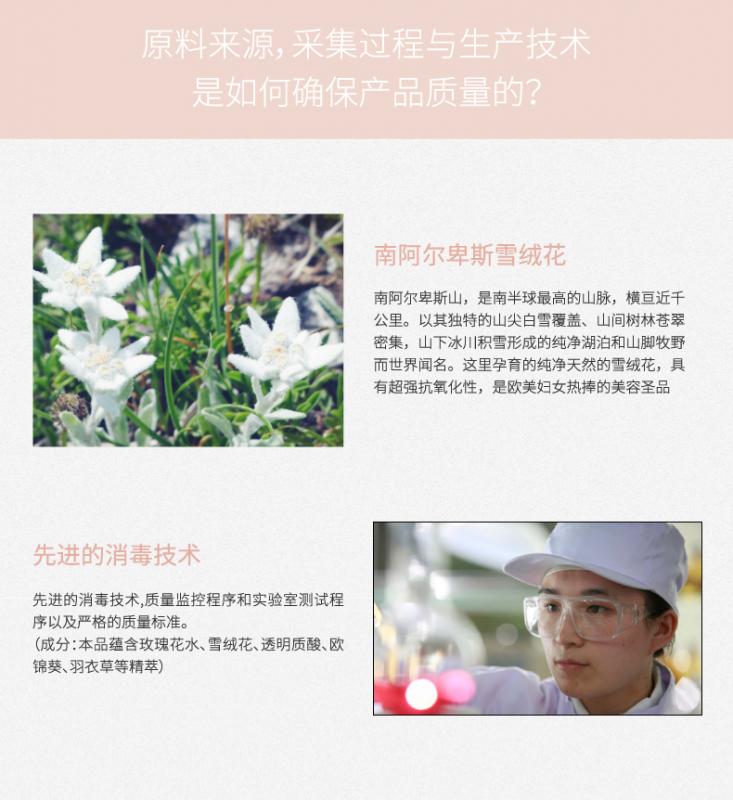 原料来源，采集过程与生产技术
是如何确保产品质量的？
南阿尔卑斯雪绒花
南阿尔卑斯山，是南半球最高的山脉，横亘近千
公里。以其独特的山尖白雪覆盖、山间树林苍翠
密集，山下冰川积雪形成的纯净湖泊和山脚牧野
而世界闻名。这里孕育的纯净天然的雪绒花，具
有超强抗氧化性，是欧美妇女热捧的美容圣品
先进的消毒技术
先进的消毒技术,质量监控程序和实验室测试程
序以及严格的质量标准。
（成分：本品蕴含玫瑰花水、雪绒花、透明质酸、欧
锦葵、羽衣草等精萃）